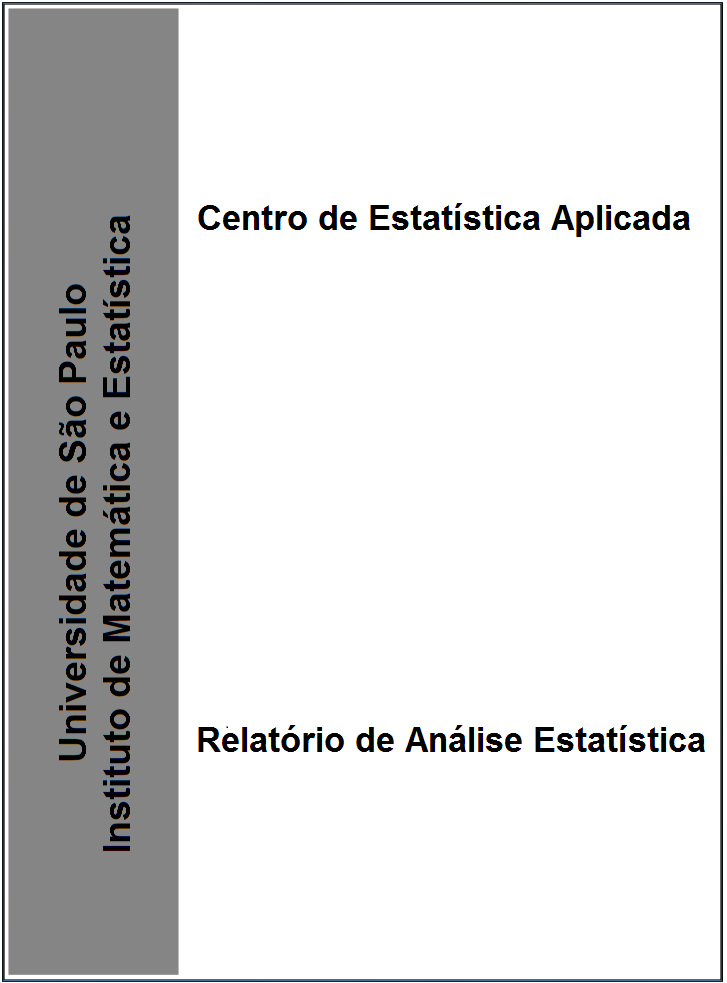 Universidade de São Paulo
Instituto de Matemática e Estatística
Centro de Estatística Aplicada
Relatório de Análise Estatística